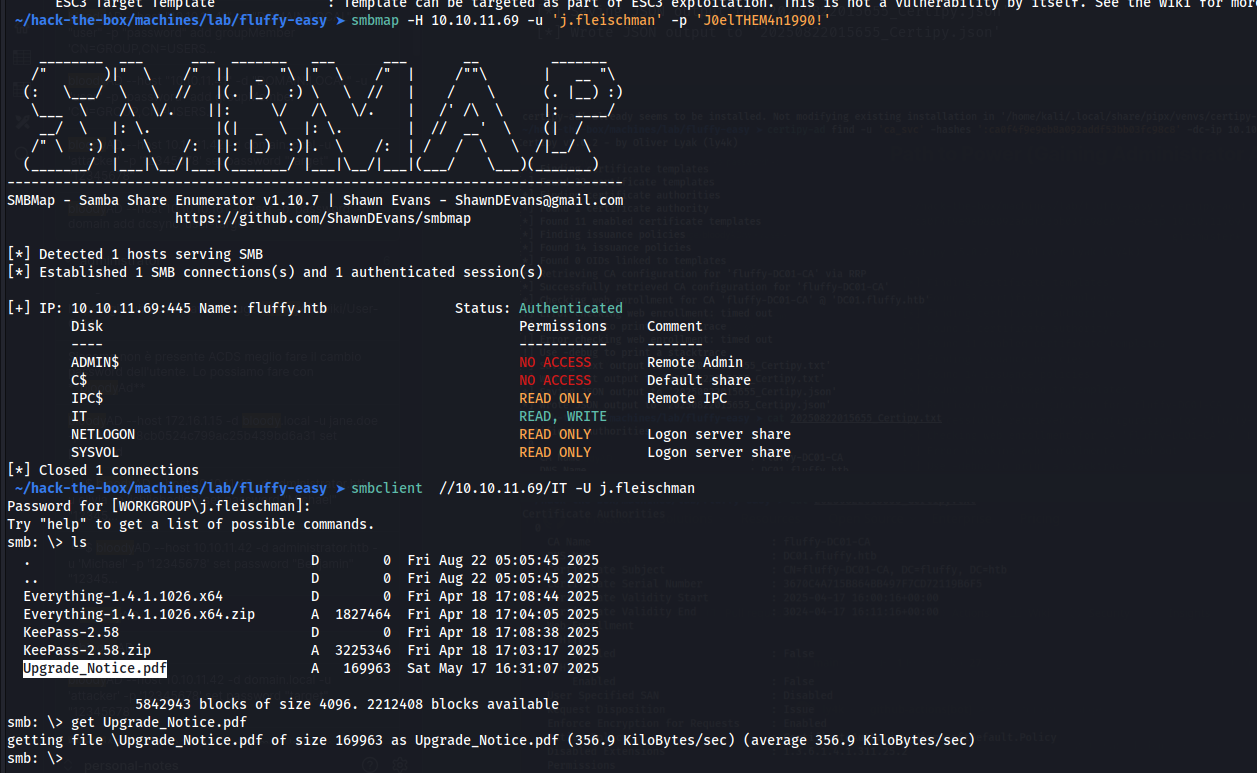 ESC3 Target Template : Template can be targeted as part of ESC3 exploitation. This is not a vulnerability by itself. See the wiki for more
~/hack-the-box/machines/lab/fluffy-easy ➤ smbmap -H 10.10.11.69 -u 'j.fleischman' -p 'J0elTHEM4n1990!'
SMBMap - Samba Share Enumerator v1.10.7 | Shawn Evans - ShawnDEvans@gmail.com
https://github.com/ShawnDEvans/smbmap
[*] Detected 1 hosts serving SMB
[*] Established 1 SMB connections(s) and 1 authenticated session(s)
[+] IP: 10.10.11.69:445 Name: fluffy.htb Status: Authenticated
Disk Permissions Comment
---- ----------- -------
ADMIN$ NO ACCESS Remote Admin
C$ NO ACCESS Default share
IPC$ READ ONLY Remote IPC
IT READ, WRITE
NETLOGON READ ONLY Logon server share
SYSVOL READ ONLY Logon server share
[*] Closed 1 connections
~/hack-the-box/machines/lab/fluffy-easy ➤ smbclient //10.10.11.69/IT -U j.fleischman
Password for [WORKGROUP\j.fleischman]:
Try "help" to get a list of possible commands.
smb: \> ls
. D 0 Fri Aug 22 05:05:45 2025
.. D 0 Fri Aug 22 05:05:45 2025
Everything-1.4.1.1026.x64 D 0 Fri Apr 18 17:08:44 2025
Everything-1.4.1.1026.x64.zip A 1827464 Fri Apr 18 17:04:05 2025
KeePass-2.58 D 0 Fri Apr 18 17:08:38 2025
KeePass-2.58.zip A 3225346 Fri Apr 18 17:03:17 2025
Upgrade_Notice.pdf A 169963 Sat May 17 16:31:07 2025
5842943 blocks of size 4096. 2212408 blocks available
smb: \> get Upgrade_Notice.pdf
getting file \Upgrade_Notice.pdf of size 169963 as Upgrade_Notice.pdf (356.9 KiloBytes/sec) (average 356.9 KiloBytes/sec)
smb: \>